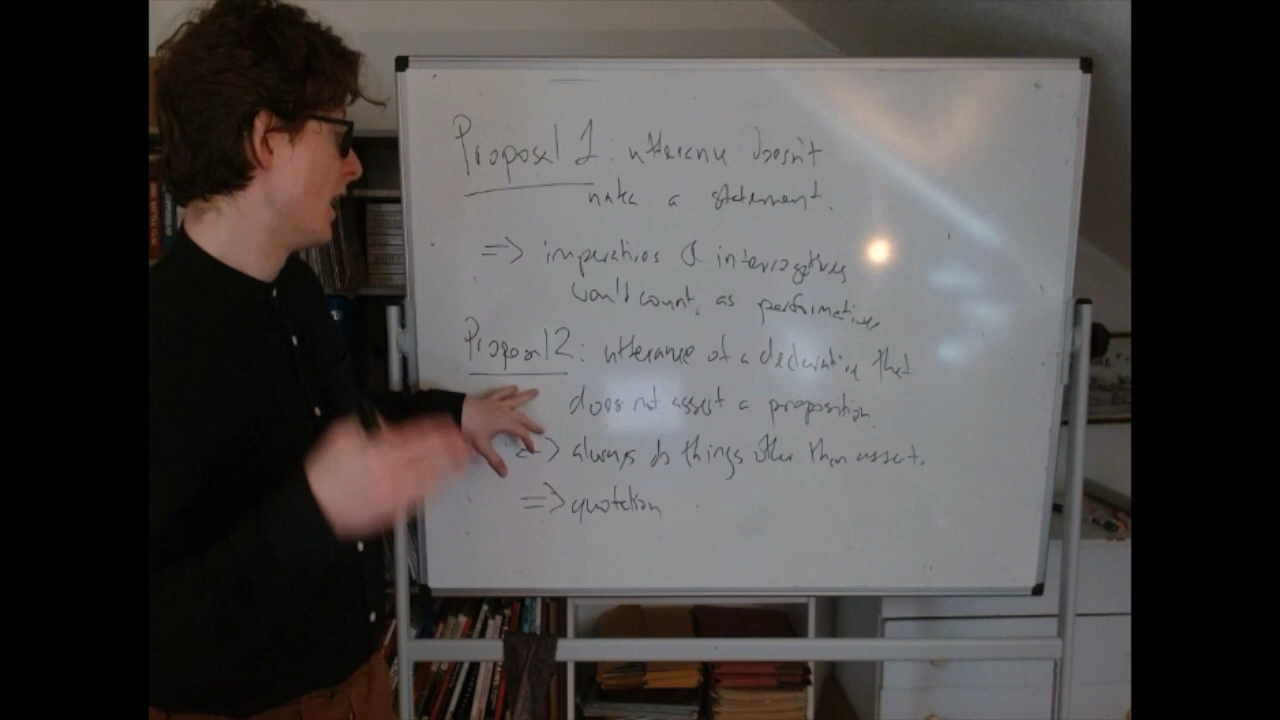 Proposal 1: utterance doesn't
make a statement.
=> imperatives & interrogatives
would count as performatives
Proposal 2: utterance of a declarative that
does not assert a proposition.
=> always do things other than assert.
=> quotation